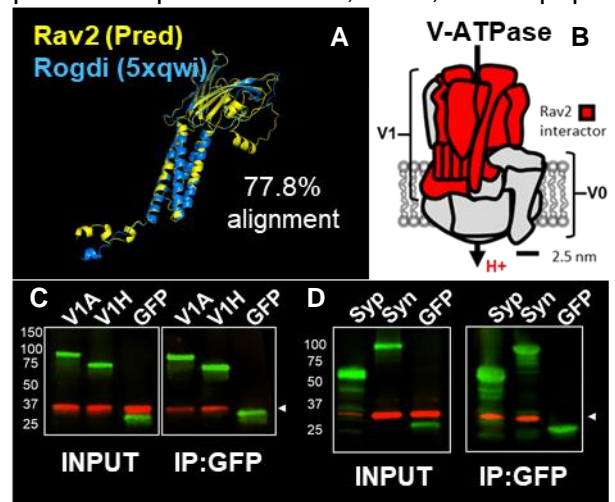 Rav2 (Pred)
Rogdi (5xqwi)
A
77.8%
alignment
V-ATPase
B
V1
Rav2
interactor
V0
H+
2.5 nm
C
V1A V1H GFP
V1A V1H GFP
150
100
75
50
37
25
INPUT
IP:GFP
D
Syp Syn GFP
Syp Syn GFP
100
75
50
37
25
INPUT
IP:GFP